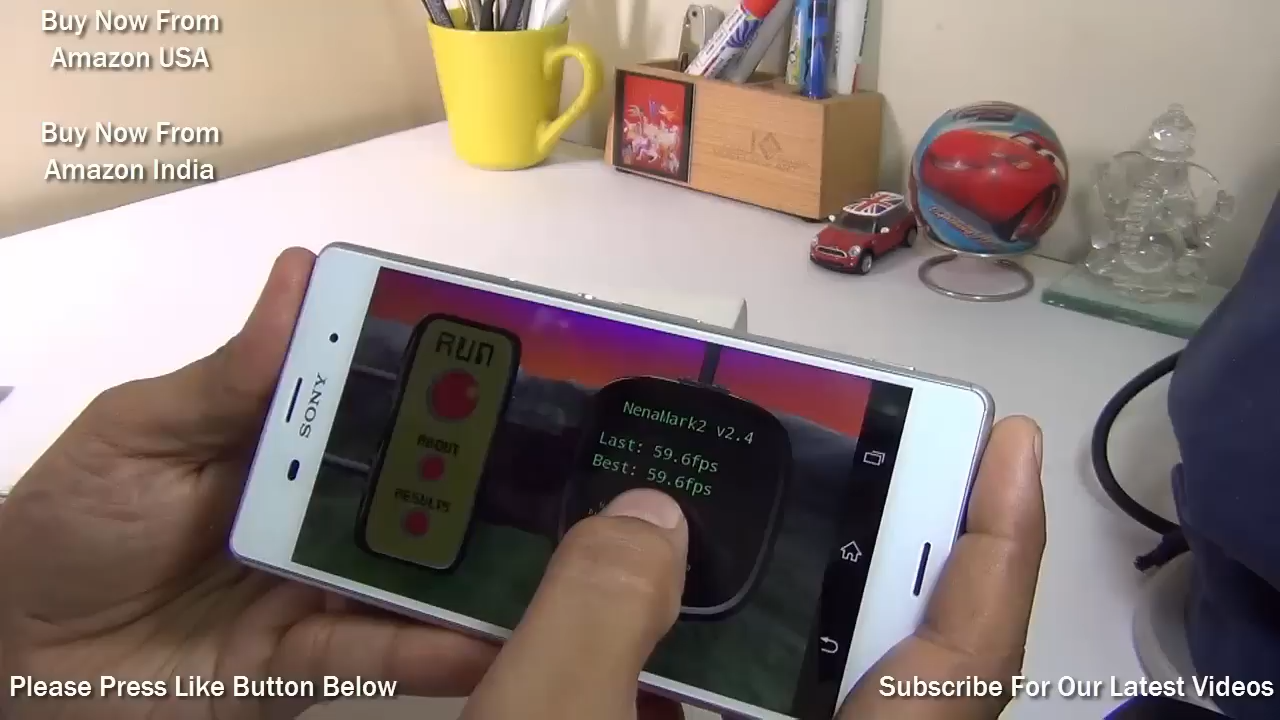 Buy Now From
Amazon USA
Buy Now From
Amazon India
SONY
RUN
ABOUT
RESULTS
NenaMark2 v2.4
Last: 59.6fps
Best: 59.6fps
Please Press Like Button Below
Subscribe For Our Latest Videos